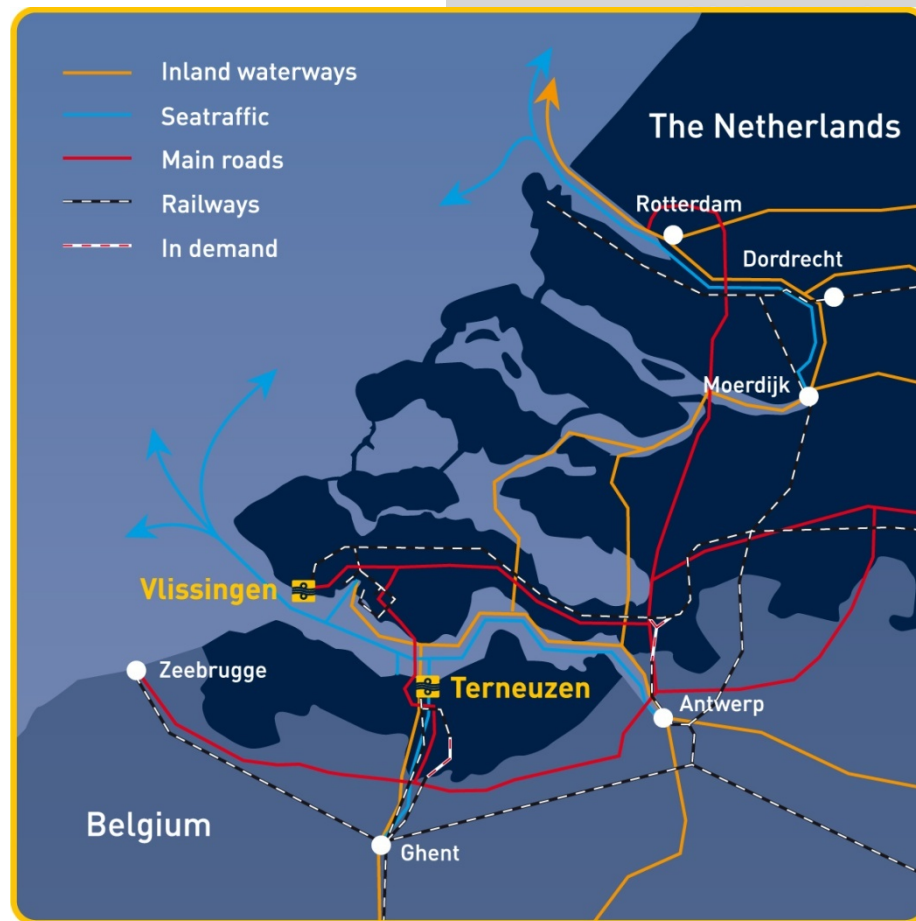 Inland waterways
Seatraffic
Main roads
Railways
In demand
The Netherlands
Rotterdam
Dordrecht
Moerdijk
Vlissingen
Zeebrugge
Terneuzen
Antwerp
Belgium
Ghent